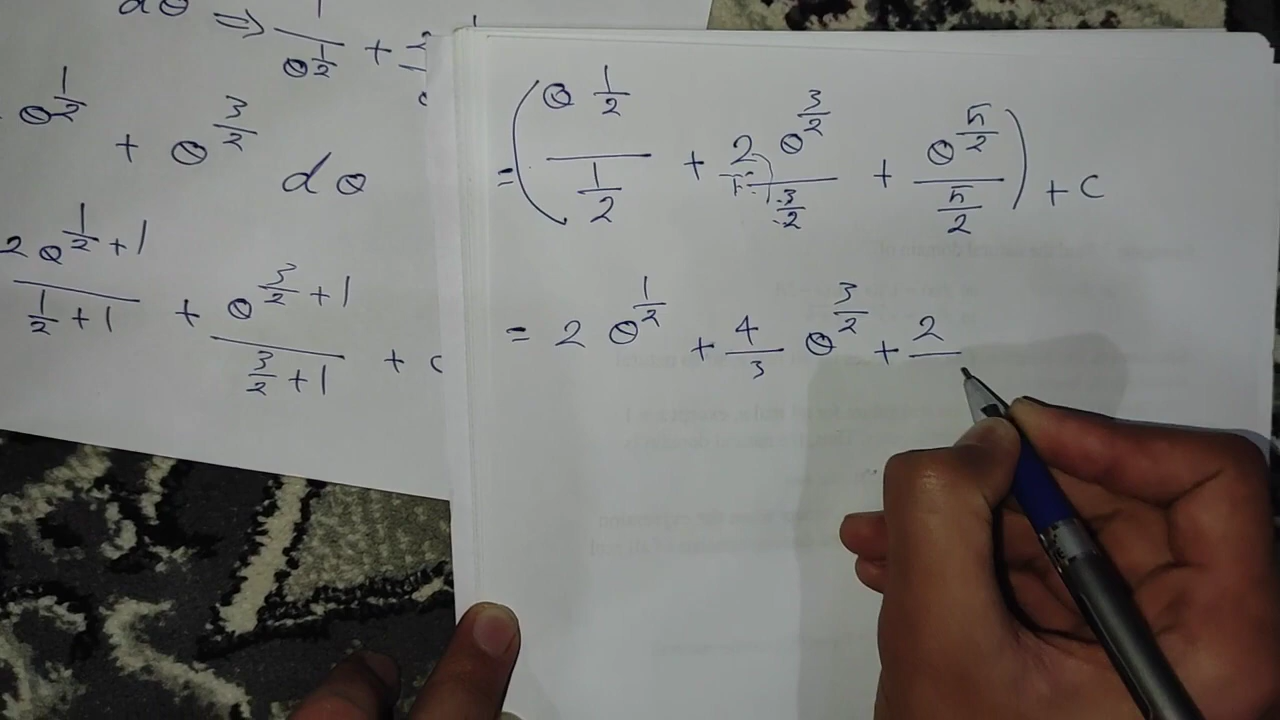 dθ ⇒ 1/θ^(1/2) +
θ^(1/2) + θ^(3/2) dθ
2θ^(1/2 + 1)/(1/2 + 1) + θ^(3/2 + 1)/(3/2 + 1) + c
= (θ^(1/2)/(1/2) + 2θ^(3/2)/(3/2) + θ^(5/2)/(5/2)) + c
= 2 θ^(1/2) + 4/3 θ^(3/2) + 2/